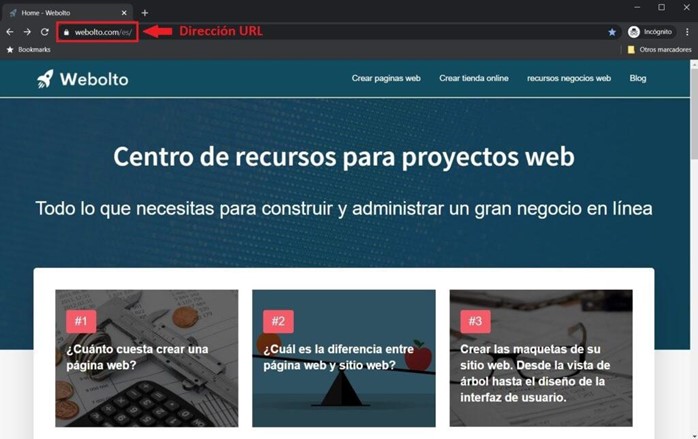 Home - Webolto
webolto.com/es/
Dirección URL
Incógnito
Bookmarks
Otros marcadores
Webolto
Crear paginas web
Crear tienda online
recursos negocios web
Blog
Centro de recursos para proyectos web
Todo lo que necesitas para construir y administrar un gran negocio en línea
#1
¿Cuánto cuesta crear una
página web?
#2
¿Cuál es la diferencia entre
página web y sitio web?
#3
Crear las maquetas de su
sitio web. Desde la vista de
árbol hasta el diseño de la
interfaz de usuario.